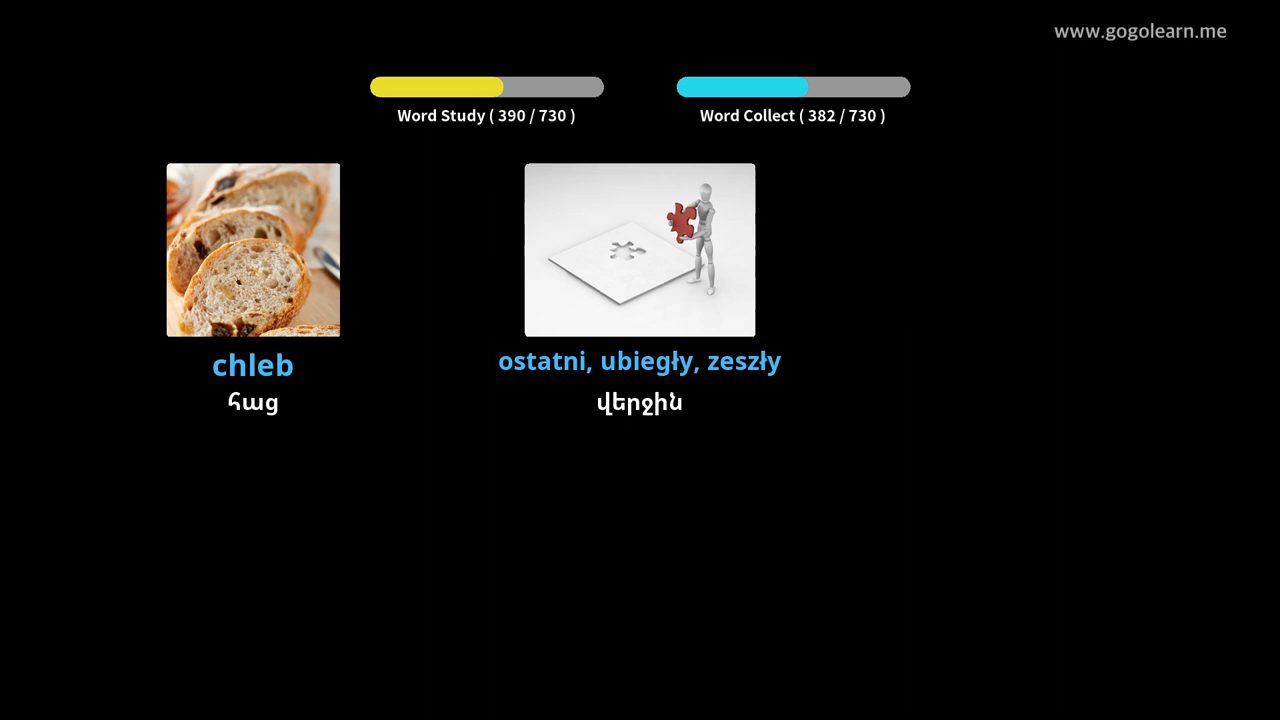 www.gogolearn.me
Word Study ( 390 / 730 )
Word Collect ( 382 / 730 )
chleb
հաց
ostatni, ubiegły, zeszły
վերջին